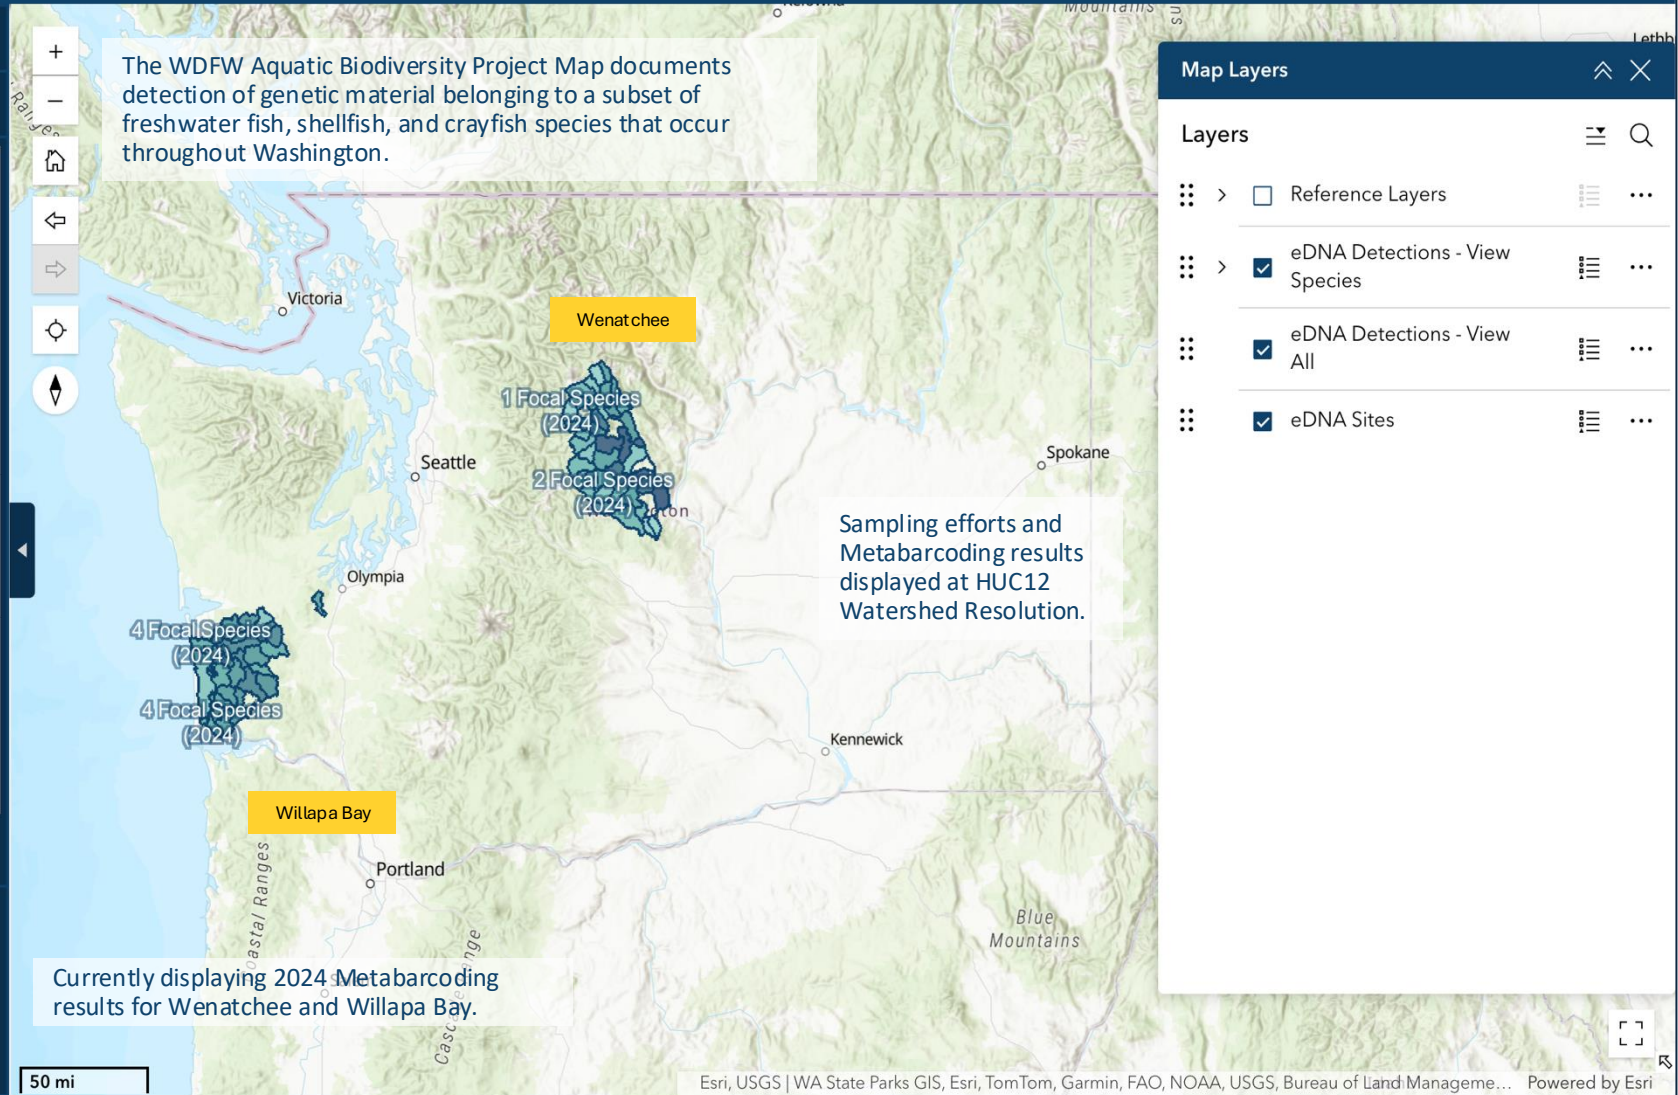 Mountains
Lethb
Ranges
The WDFW Aquatic Biodiversity Project Map documents
detection of genetic material belonging to a subset of
freshwater fish, shellfish, and crayfish species that occur
throughout Washington.
Map Layers
Layers
Reference Layers
eDNA Detections - View
Species
eDNA Detections - View
All
eDNA Sites
Victoria
Wenatchee
1 Focal Species
(2024)
Seattle
2 Focal Species
(2024)
Spokane
Sampling efforts and
Metabarcoding results
displayed at HUC12
Watershed Resolution.
Olympia
4 Focal Species
(2024)
4 Focal Species
(2024)
Kennewick
Willapa Bay
Portland
Coastal Ranges
Blue
Mountains
Currently displaying 2024 Metabarcoding
results for Wenatchee and Willapa Bay.
50 mi
Esri, USGS | WA State Parks GIS, Esri, TomTom, Garmin, FAO, NOAA, USGS, Bureau of Land Manageme... Powered by Esri